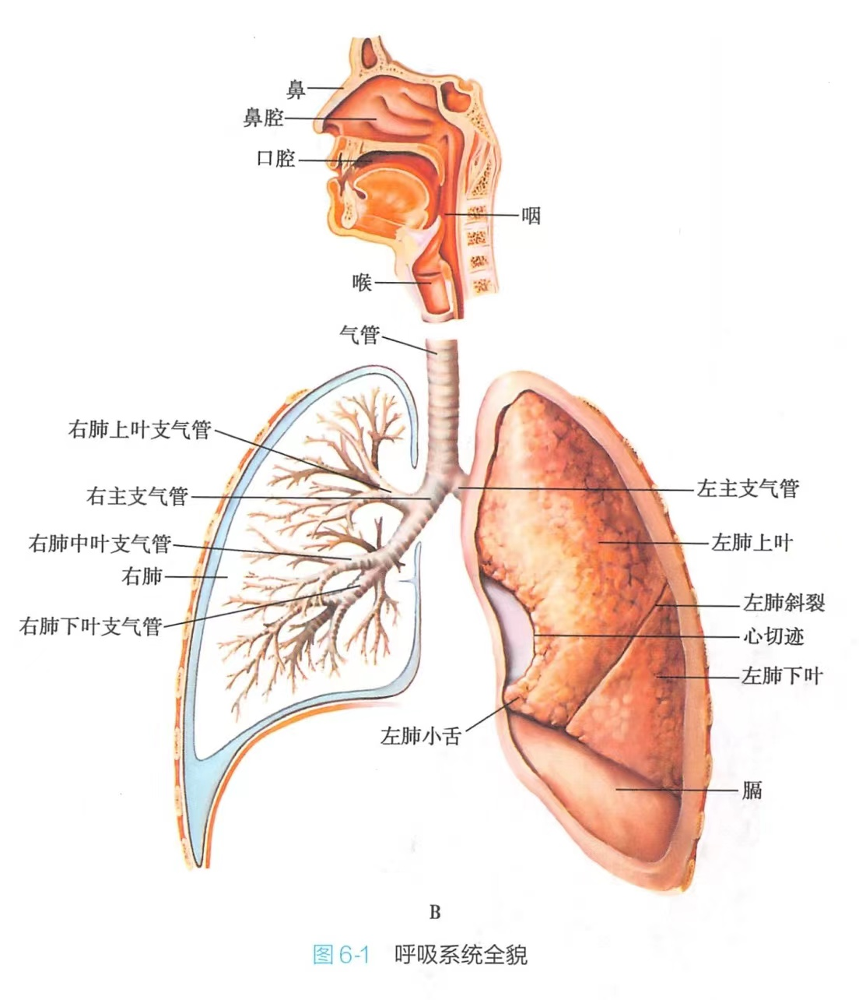 鼻
鼻腔
口腔
咽
喉
气管
右肺上叶支气管
右主支气管
左主支气管
右肺中叶支气管
左肺上叶
右肺
左肺斜裂
右肺下叶支气管
心切迹
左肺下叶
左肺小舌
膈
B
图 6-1 呼吸系统全貌